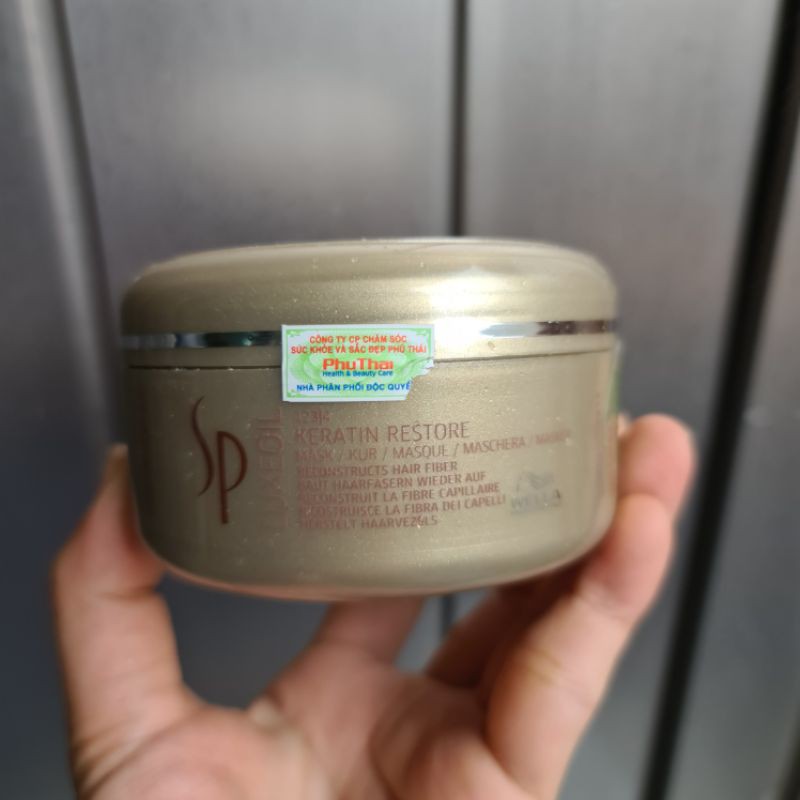 CÔNG TY CP CHĂM SÓC
SỨC KHỎE VÀ SẮC ĐẸP PHÚ THÁI
PhuThai
Health & Beauty Care
NHÀ PHÂN PHỐI ĐỘC QUYỀ
SP
LUXEOIL
KERATIN RESTORE
MASK / KUR / MASQUE / MASCHERA /
RECONSTRUCTS HAIR FIBER
BAUT HAARFASERN WIEDER AUF
RECONSTRUIT LA FIBRE CAPILLAIRE
RICOSTRUISCE LA FIBRA DEI CAPELLI
HERSTELT HAARVEZELS
WELLA